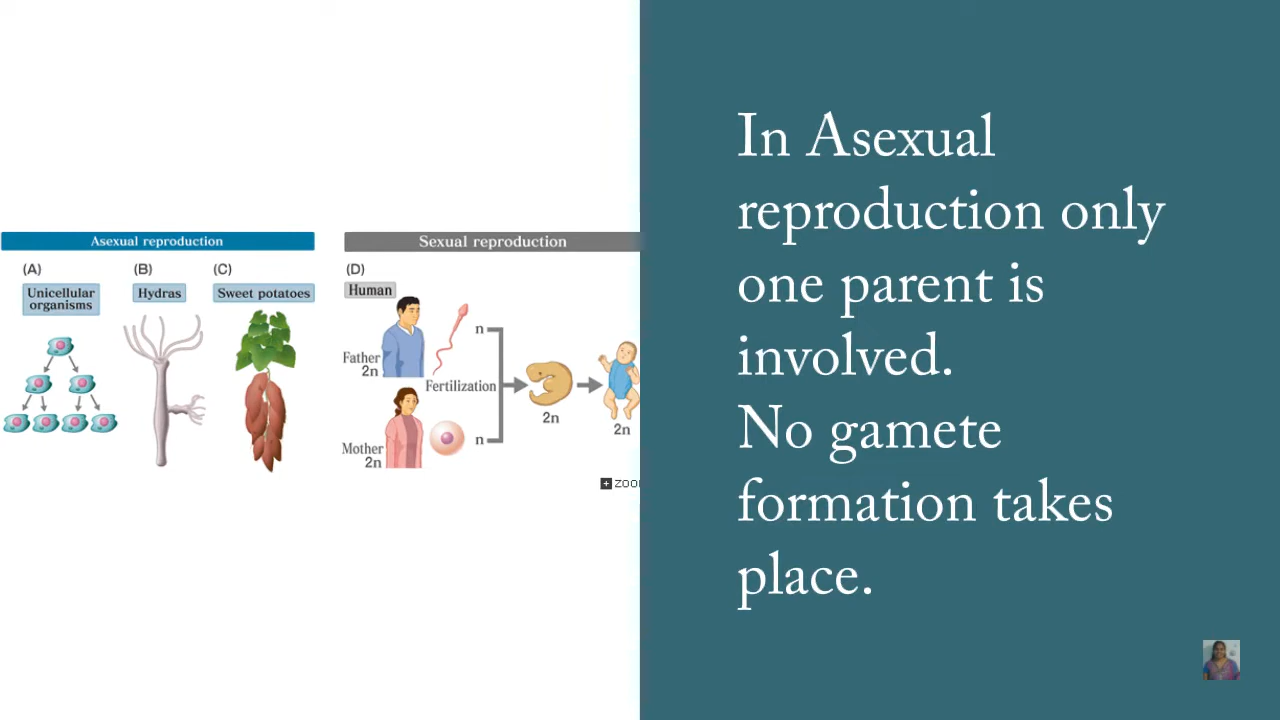 Asexual reproduction
(A)
Unicellular
organisms
(B)
Hydras
(C)
Sweet potatoes
Sexual reproduction
(D)
Human
Father
2n
n
Fertilization
Mother
2n
n
2n
2n
zoo
In Asexual
reproduction only
one parent is
involved.
No gamete
formation takes
place.